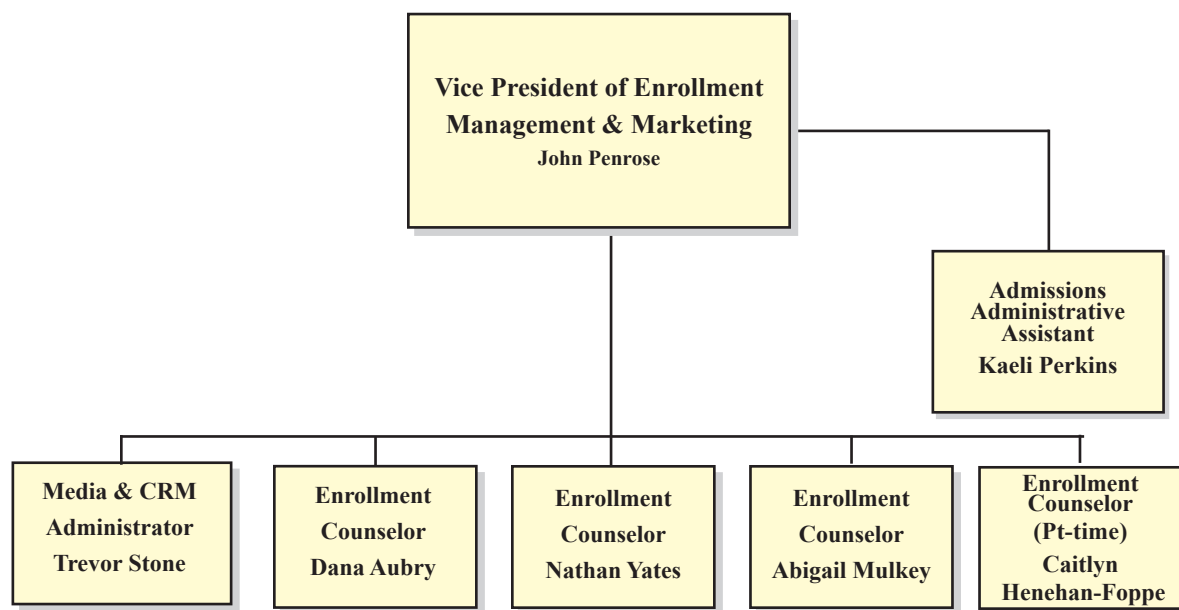 Vice President of Enrollment
Management & Marketing
John Penrose
Admissions
Administrative
Assistant
Kaeli Perkins
Media & CRM
Administrator
Trevor Stone
Enrollment
Counselor
Dana Aubry
Enrollment
Counselor
Nathan Yates
Enrollment
Counselor
Abigail Mulkey
Enrollment
Counselor
(Pt-time)
Caitlyn
Henehan-Foppe